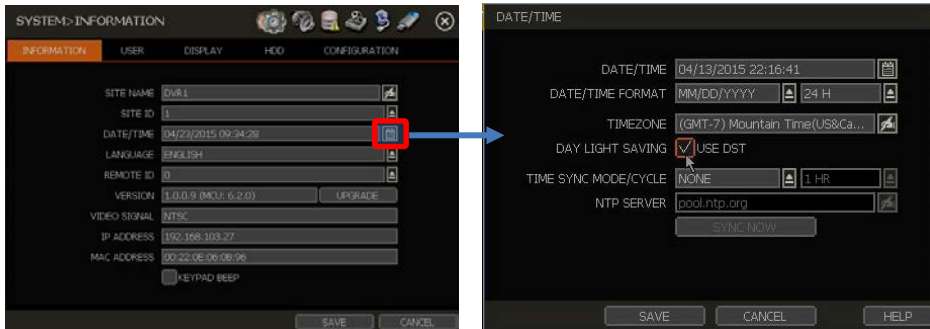 SYSTEM>INFORMATION
INFORMATION USER DISPLAY HDD CONFIGURATION
SITE NAME DVR1
SITE ID 1
DATE/TIME 04/23/2015 09:34:28
LANGUAGE ENGLISH
REMOTE ID 0
VERSION 1.0.0.9 (MCU: 6.2.0) UPGRADE
VIDEO SIGNAL NTSC
IP ADDRESS 192.168.103.27
MAC ADDRESS 00:22:0E:06:0B:96
KEYPAD BEEP
SAVE CANCEL
DATE/TIME
DATE/TIME 04/13/2015 22:16:41
DATE/TIME FORMAT MM/DD/YYYY 24 H
TIMEZONE (GMT-7) Mountain Time(US&Ca...
DAY LIGHT SAVING USE DST
TIME SYNC MODE/CYCLE NONE 1 HR
NTP SERVER pool.ntp.org
SYNC NOW
SAVE CANCEL HELP